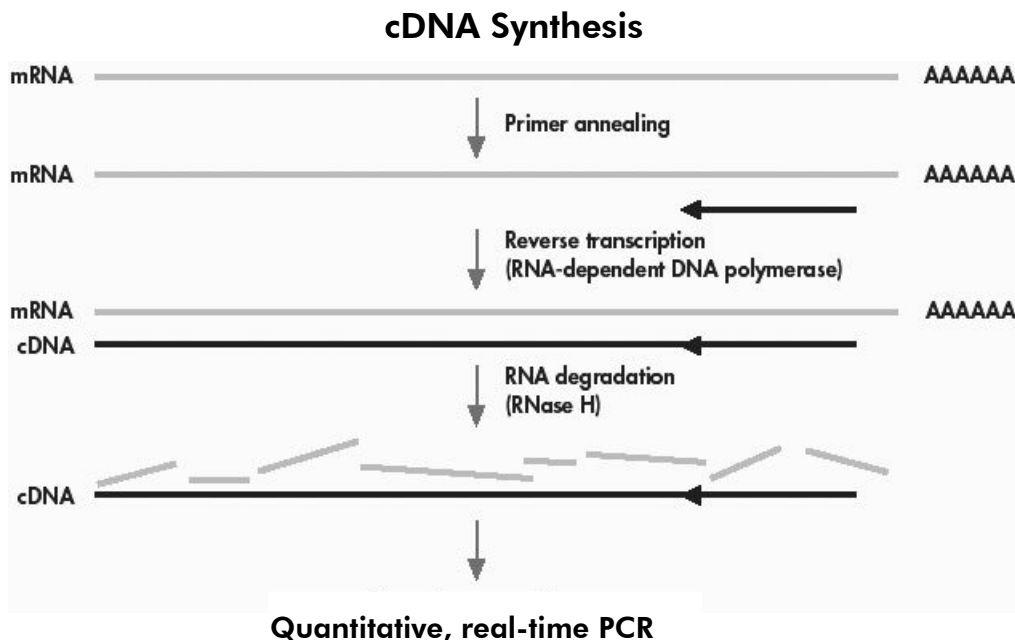 cDNA Synthesis
mRNA AAAAAA
Primer annealing
mRNA AAAAAA
Reverse transcription
(RNA-dependent DNA polymerase)
mRNA AAAAAA
cDNA
RNA degradation
(RNase H)
cDNA
Quantitative, real-time PCR